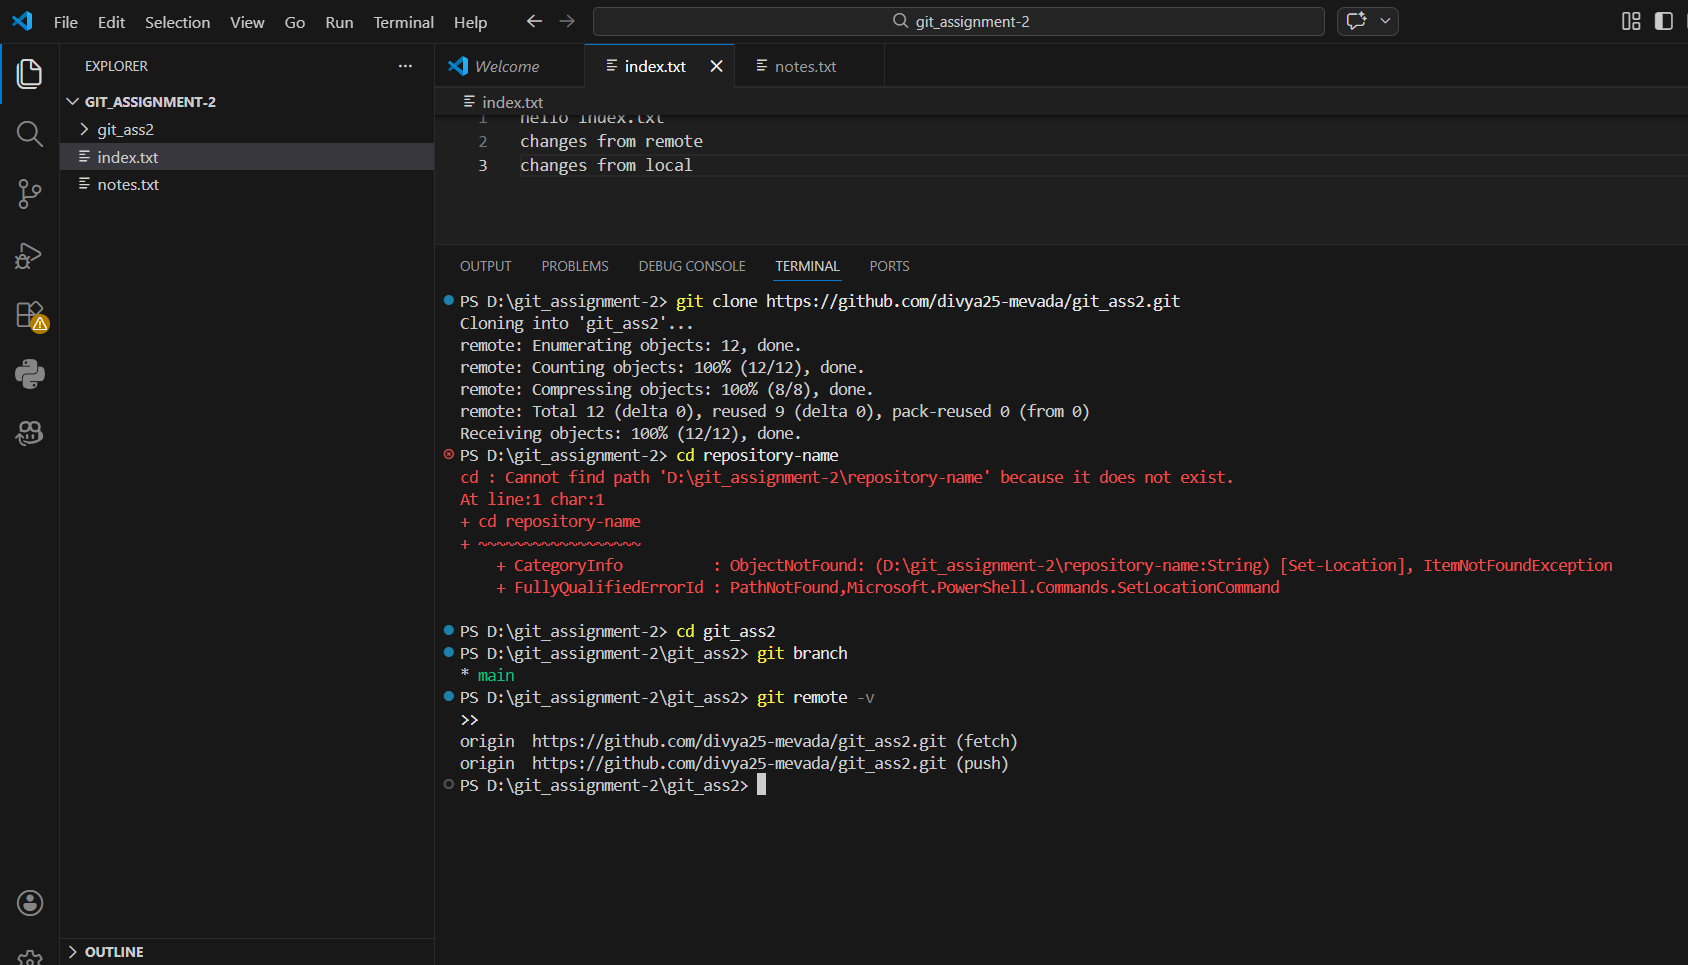 File Edit Selection View Go Run Terminal Help
git_assignment-2
EXPLORER
GIT_ASSIGNMENT-2
git_ass2
index.txt
notes.txt
OUTLINE
Welcome
index.txt
notes.txt
index.txt
1 hello index.txt
2 changes from remote
3 changes from local
OUTPUT PROBLEMS DEBUG CONSOLE TERMINAL PORTS
PS D:\git_assignment-2> git clone https://github.com/divya25-mevada/git_ass2.git
Cloning into 'git_ass2'...
remote: Enumerating objects: 12, done.
remote: Counting objects: 100% (12/12), done.
remote: Compressing objects: 100% (8/8), done.
remote: Total 12 (delta 0), reused 9 (delta 0), pack-reused 0 (from 0)
Receiving objects: 100% (12/12), done.
PS D:\git_assignment-2> cd repository-name
cd : Cannot find path 'D:\git_assignment-2\repository-name' because it does not exist.
At line:1 char:1
+ cd repository-name
+ ~~~~~~~~~~~~~~~~~~
+ CategoryInfo : ObjectNotFound: (D:\git_assignment-2\repository-name:String) [Set-Location], ItemNotFoundException
+ FullyQualifiedErrorId : PathNotFound,Microsoft.PowerShell.Commands.SetLocationCommand
PS D:\git_assignment-2> cd git_ass2
PS D:\git_assignment-2\git_ass2> git branch
* main
PS D:\git_assignment-2\git_ass2> git remote -v
>>
origin https://github.com/divya25-mevada/git_ass2.git (fetch)
origin https://github.com/divya25-mevada/git_ass2.git (push)
PS D:\git_assignment-2\git_ass2>